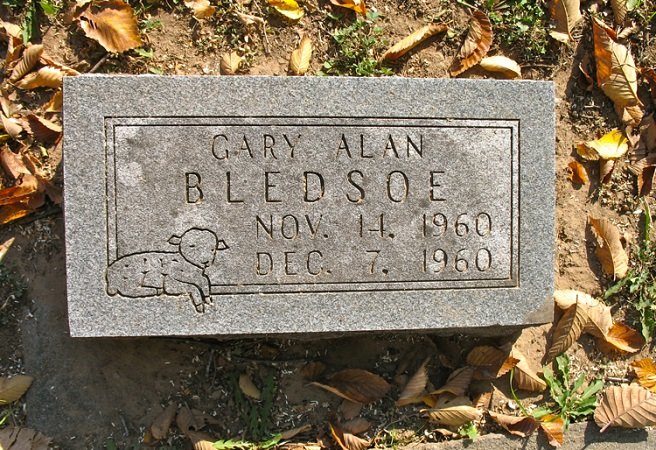 GARY ALAN
BLEDSOE
NOV. 14. 1960
DEC. 7. 1960